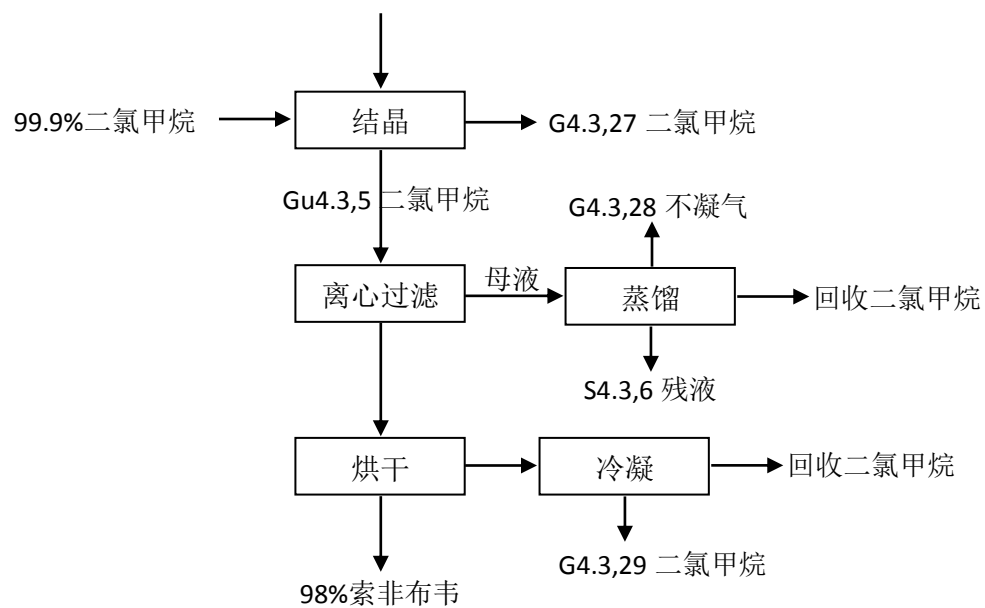 99.9%二氯甲烷
结晶
G4.3,27 二氯甲烷
Gu4.3,5 二氯甲烷
G4.3,28 不凝气
离心过滤
母液
蒸馏
回收二氯甲烷
S4.3,6 残液
烘干
冷凝
回收二氯甲烷
G4.3,29 二氯甲烷
98%索非布韦